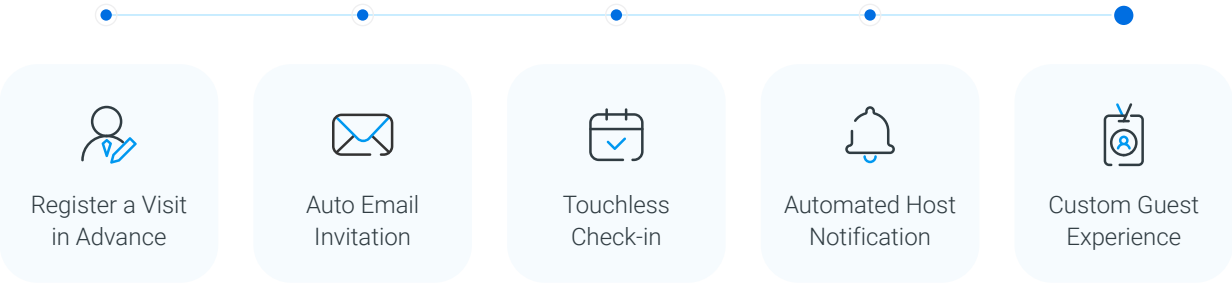 Register a Visit
in Advance
Auto Email
Invitation
Touchless
Check-in
Automated Host
Notification
Custom Guest
Experience